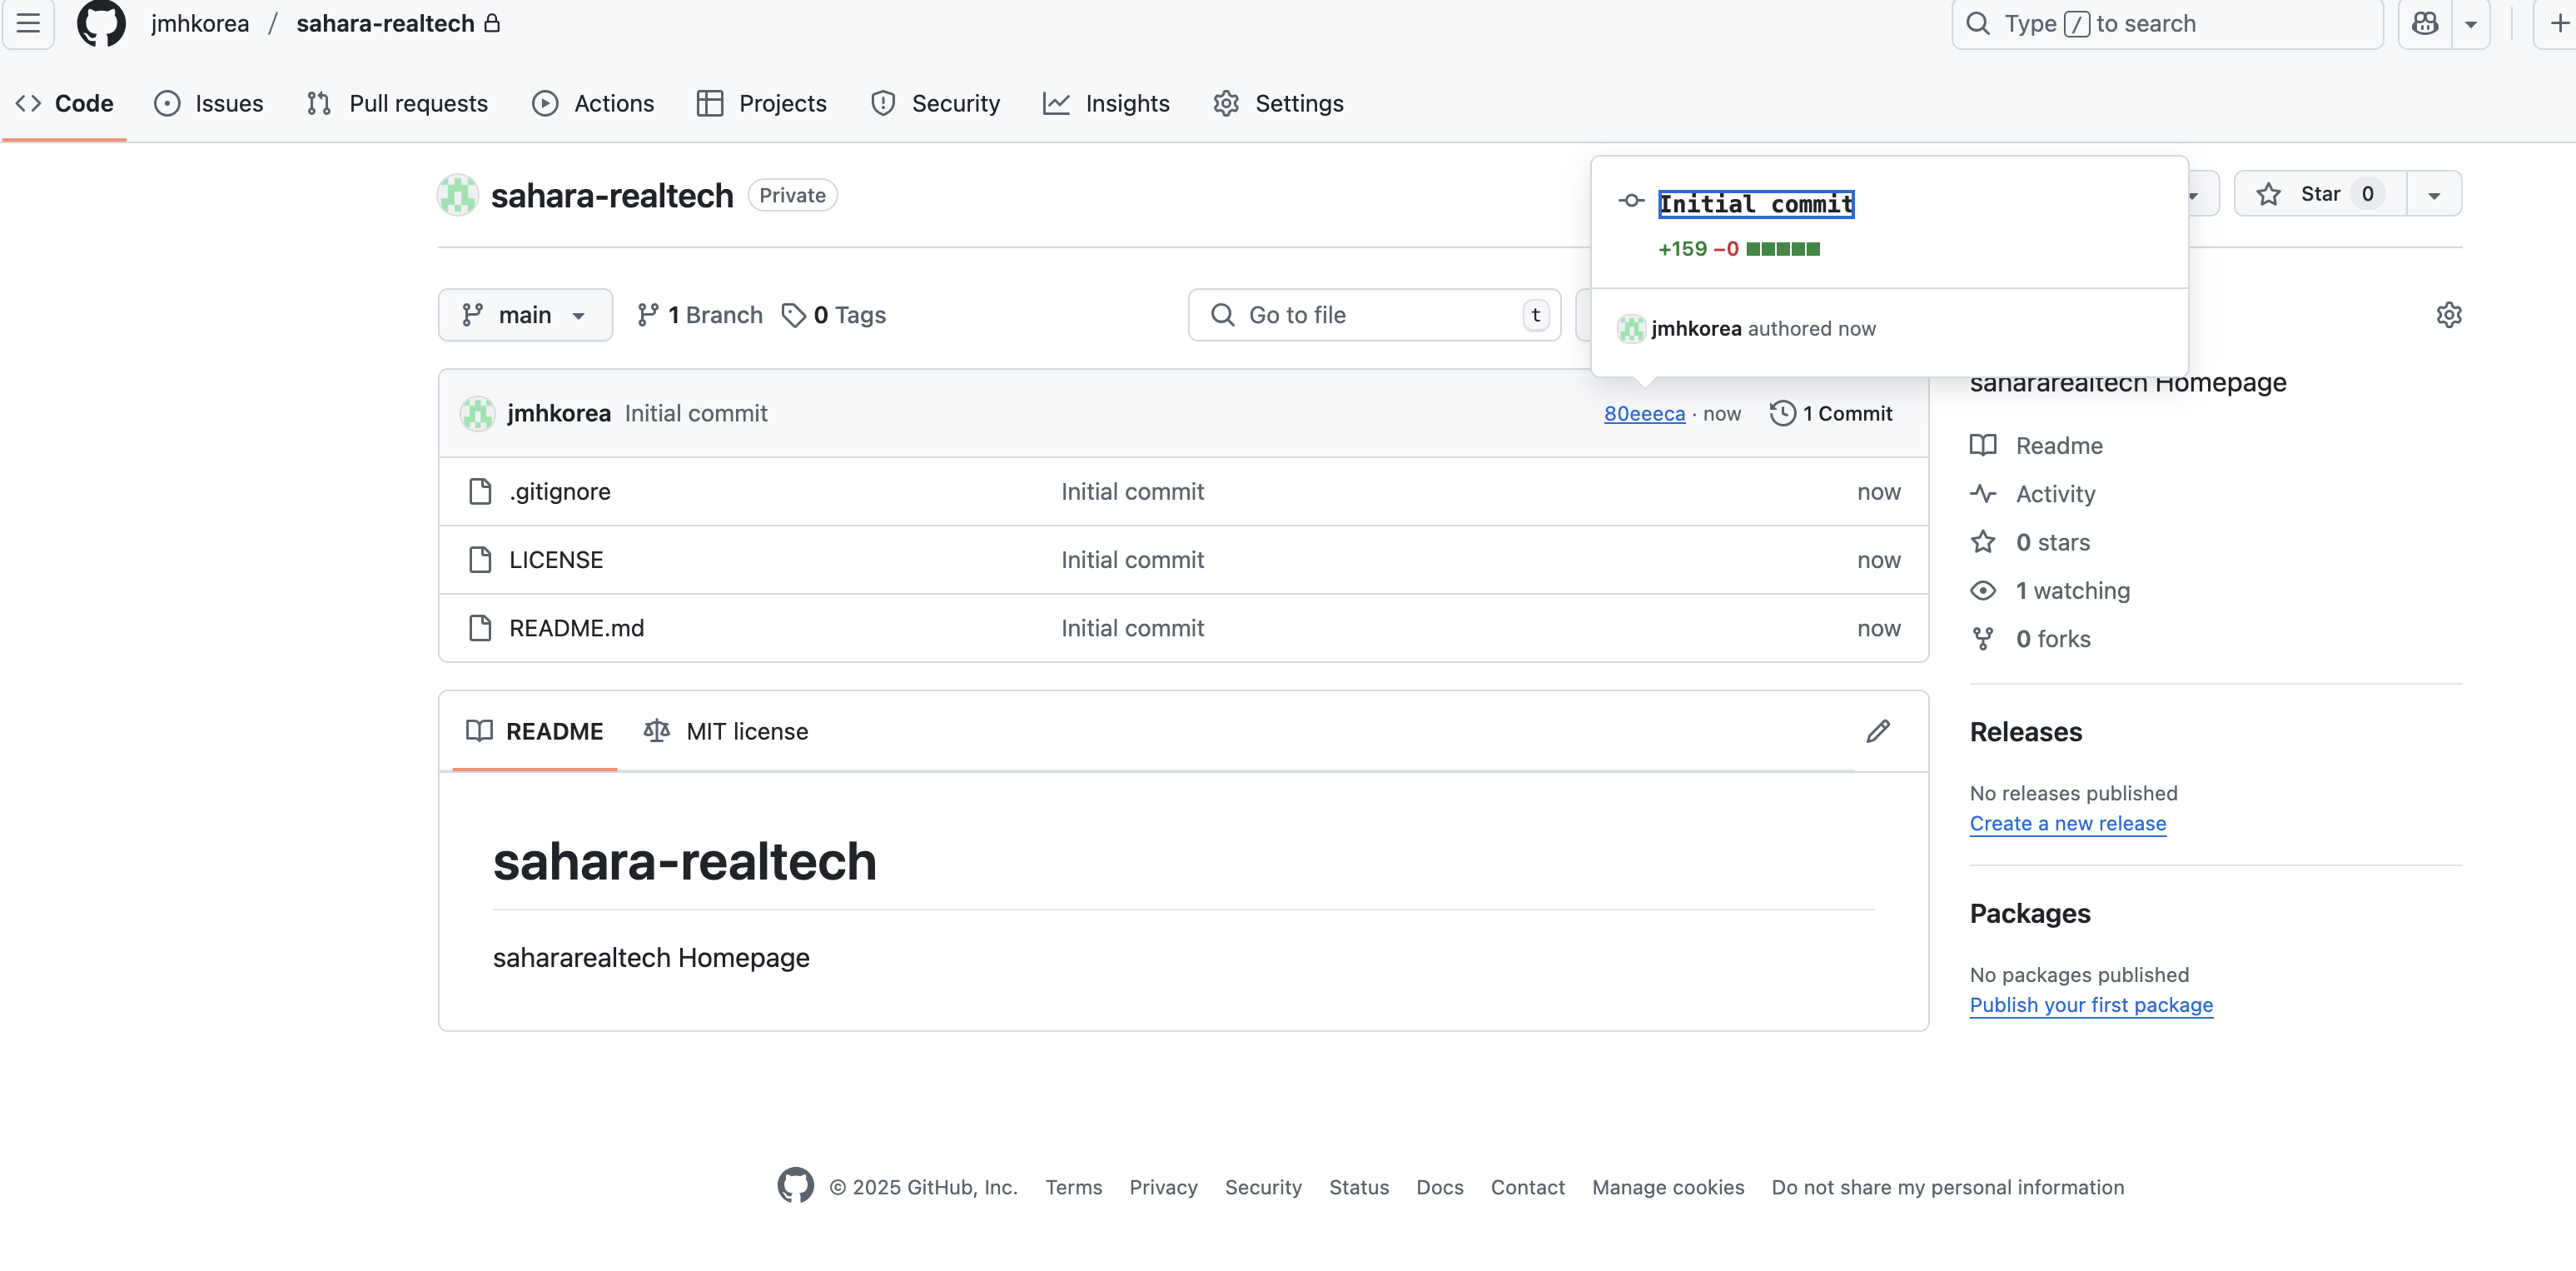 jmhkorea / sahara-realtech
Type / to search
Code Issues Pull requests Actions Projects Security Insights Settings
sahara-realtech Private
Star 0
Initial commit
+159 −0
jmhkorea authored now
main
1 Branch
0 Tags
Go to file
t
jmhkorea Initial commit
80eeeca · now
1 Commit
.gitignore Initial commit now
LICENSE Initial commit now
README.md Initial commit now
README MIT license
sahara-realtech
sahararealtech Homepage
sahararealtech Homepage
Readme
Activity
0 stars
1 watching
0 forks
Releases
No releases published
Create a new release
Packages
No packages published
Publish your first package
© 2025 GitHub, Inc. Terms Privacy Security Status Docs Contact Manage cookies Do not share my personal information